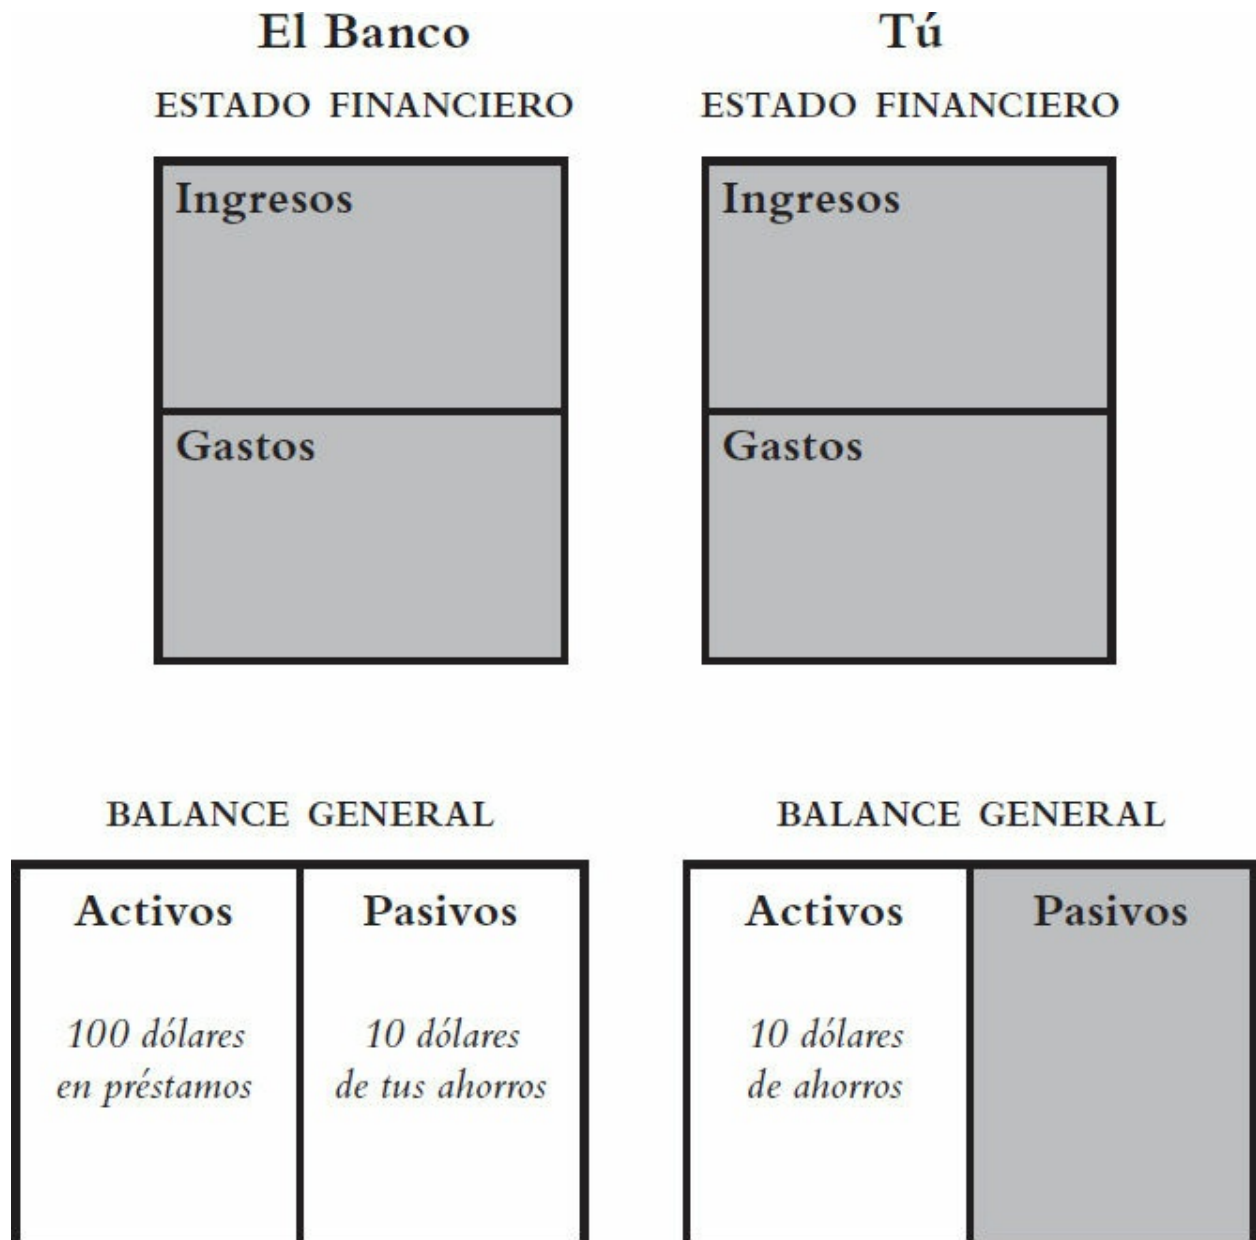 El Banco
ESTADO FINANCIERO
Ingresos
Gastos
BALANCE GENERAL
Activos
100 dólares
en préstamos
Pasivos
10 dólares
de tus ahorros
Tú
ESTADO FINANCIERO
Ingresos
Gastos
BALANCE GENERAL
Activos
10 dólares
de ahorros
Pasivos